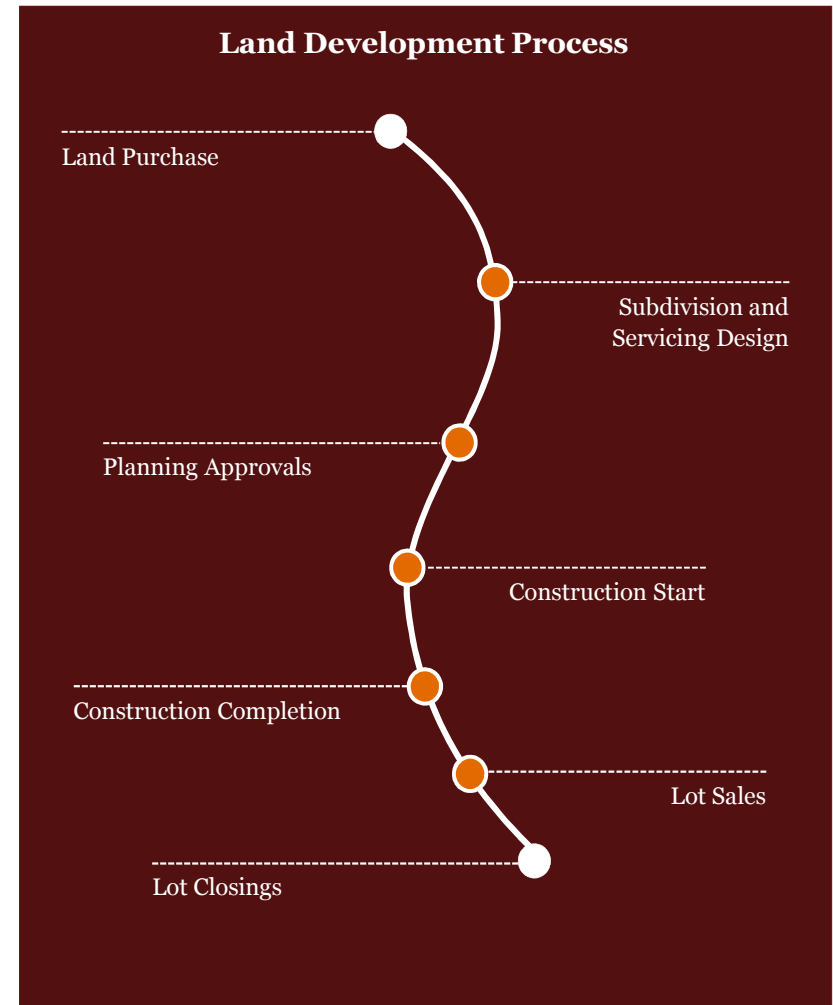 Land Development Process
Land Purchase
Subdivision and
Servicing Design
Planning Approvals
Construction Start
Construction Completion
Lot Sales
Lot Closings